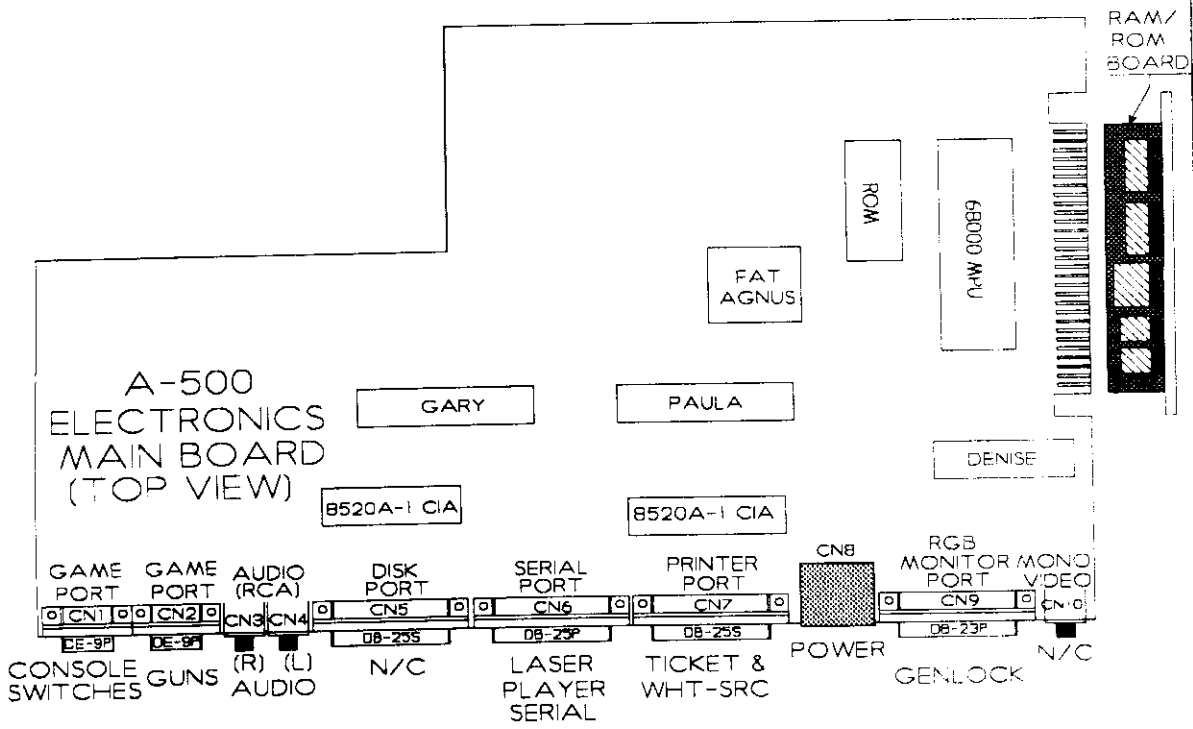 RAM/
ROM
BOARD
ROM
68000 MPU
FAT
AGNUS
A-500
ELECTRONICS
MAIN BOARD
(TOP VIEW)
GARY
PAULA
DENISE
8520A-1 CIA
8520A-1 CIA
GAME
PORT
CN1
DE-9P
CONSOLE
SWITCHES
GAME
PORT
CN2
DE-9P
GUNS
AUDIO
(RCA)
CN3
CN4
(R) (L)
AUDIO
DISK
PORT
CN5
DB-25S
N/C
SERIAL
PORT
CN6
DB-25P
LASER
PLAYER
SERIAL
PRINTER
PORT
CN7
DB-25S
TICKET &
WHT-SRC
CN8
POWER
RGB
MONITOR
PORT
CN9
DB-23P
GENLOCK
MONO
VIDEO
CN10
N/C